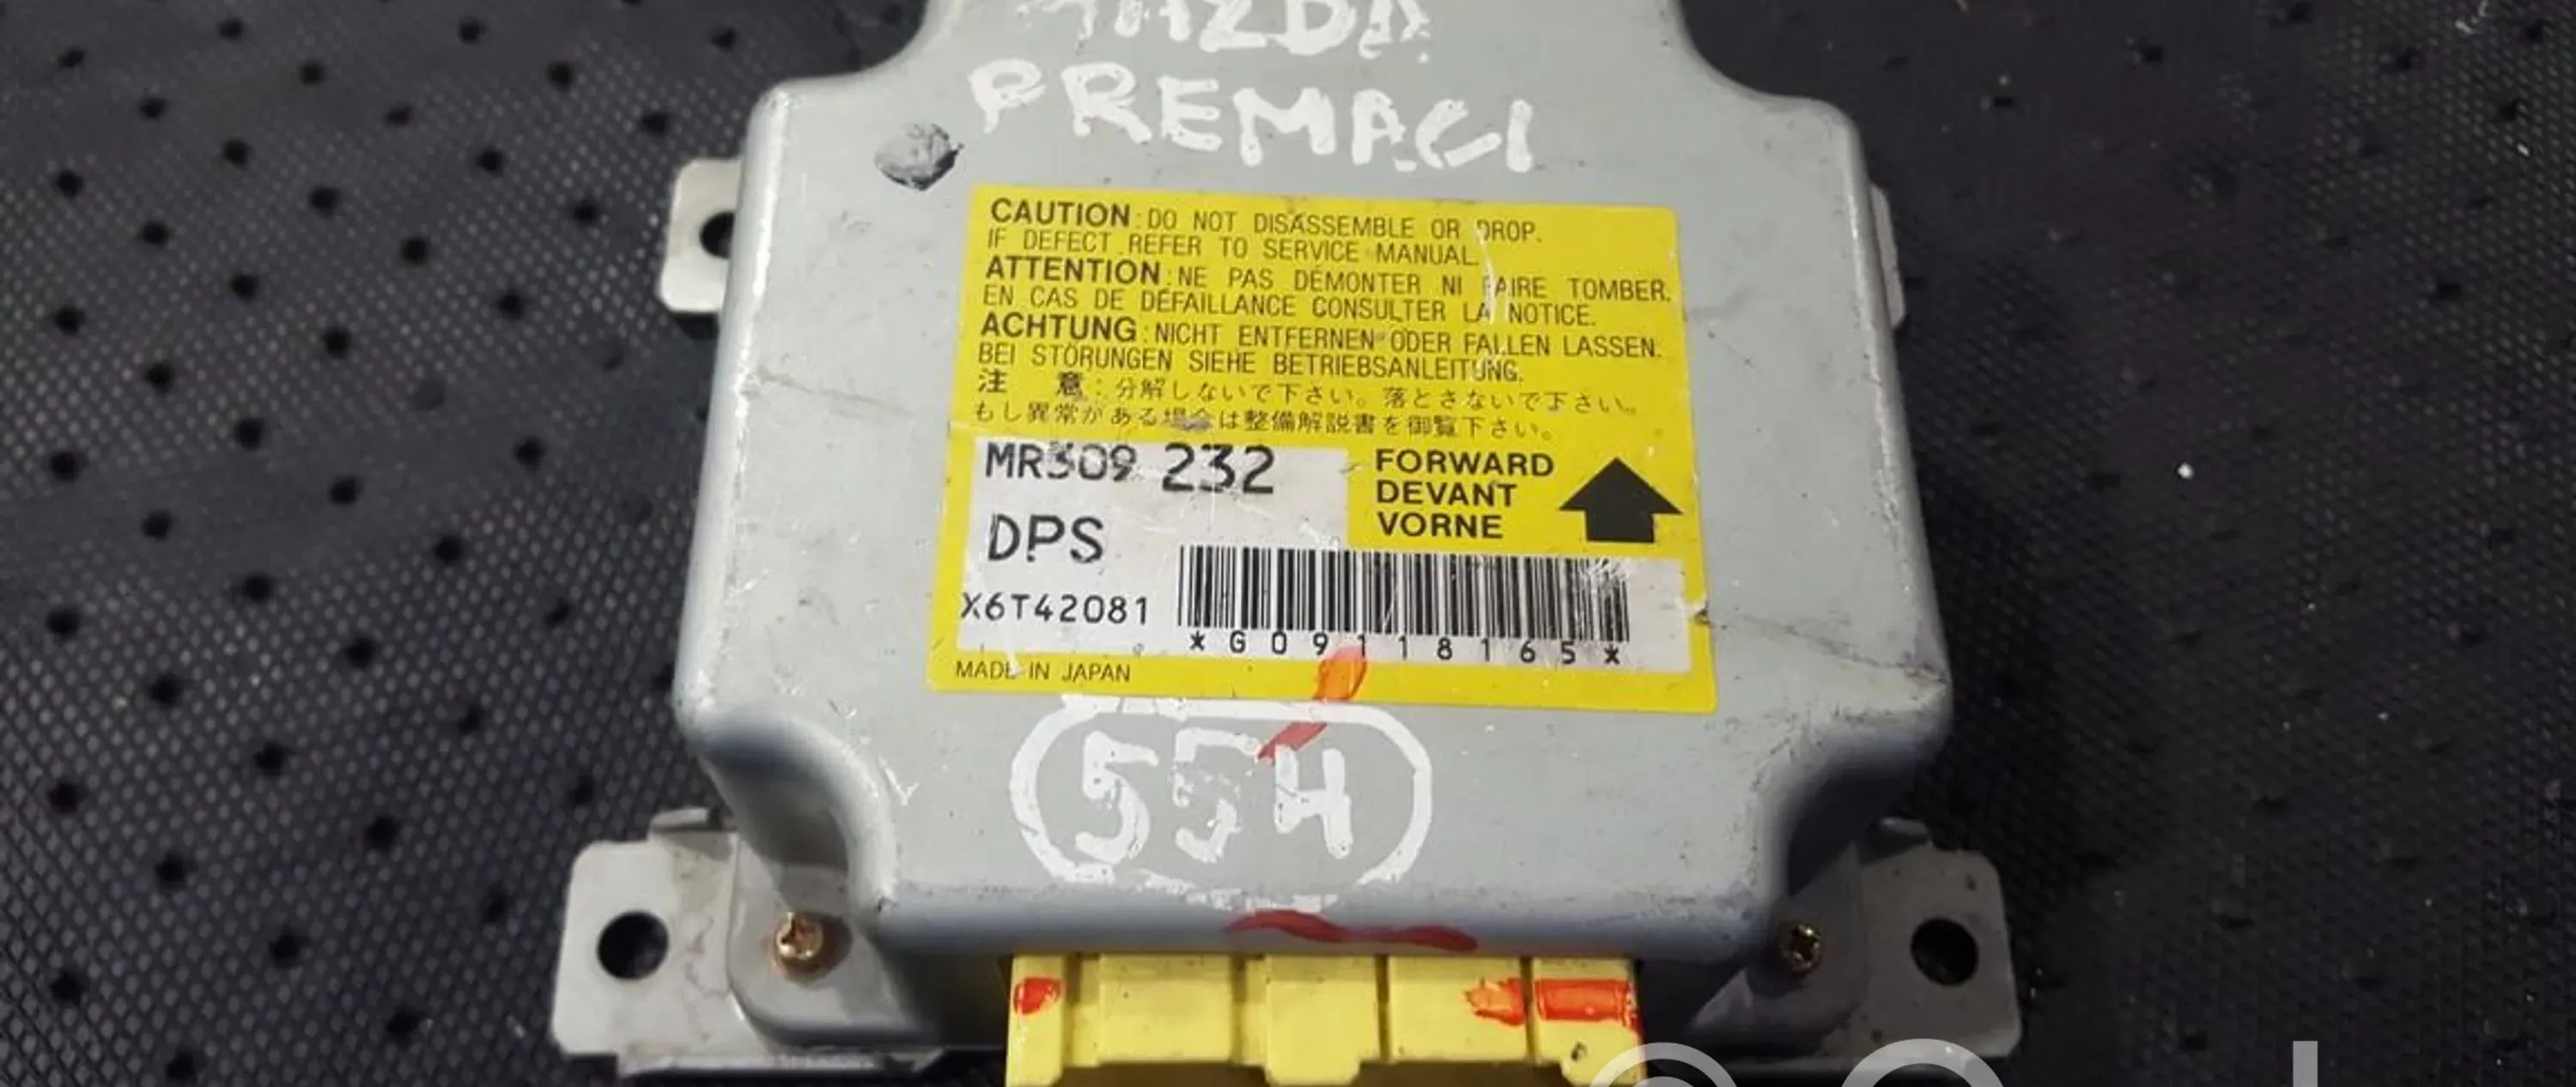 MAZDA
PREMACI
CAUTION : DO NOT DISASSEMBLE OR DROP.
IF DEFECT REFER TO SERVICE MANUAL.
ATTENTION : NE PAS DÉMONTER NI FAIRE TOMBER.
EN CAS DE DÉFAILLANCE CONSULTER LA NOTICE.
ACHTUNG : NICHT ENTFERNEN ODER FALLEN LASSEN.
BEI STÖRUNGEN SIEHE BETRIEBSANLEITUNG.
注 意 : 分解しないで下さい。落とさないで下さい。
もし異常がある場合は整備解説書を御覧下さい。
MR309 232
FORWARD
DEVANT
VORNE
DPS
X6T42081
*G09118165*
MADE IN JAPAN
554